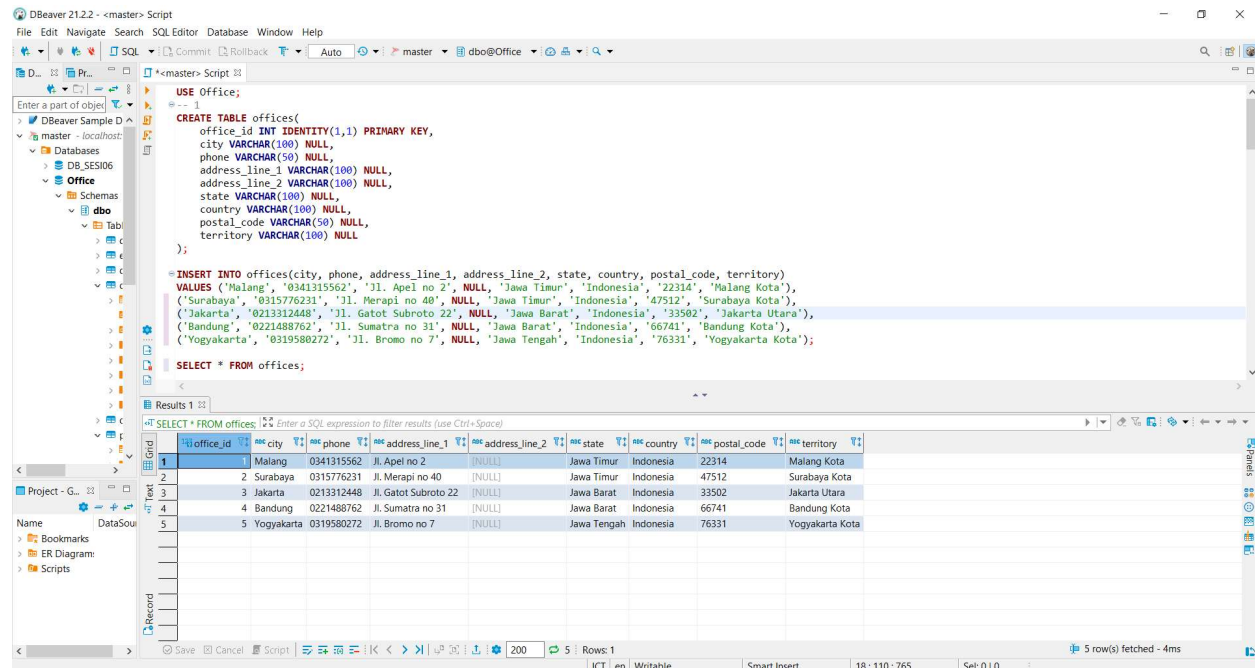 DBeaver 21.2.2 - <master> Script
File Edit Navigate Search SQL Editor Database Window Help
SQL Commit Rollback Auto master dbo@Office
D... Pr... *<master> Script
Enter a part of objec
DBeaver Sample D
master - localhost:
Databases
DB_SESI06
Office
Schemas
dbo
Tabl
USE Office;
-- 1
CREATE TABLE offices(
office_id INT IDENTITY(1,1) PRIMARY KEY,
city VARCHAR(100) NULL,
phone VARCHAR(50) NULL,
address_line_1 VARCHAR(100) NULL,
address_line_2 VARCHAR(100) NULL,
state VARCHAR(100) NULL,
country VARCHAR(100) NULL,
postal_code VARCHAR(50) NULL,
territory VARCHAR(100) NULL
);
INSERT INTO offices(city, phone, address_line_1, address_line_2, state, country, postal_code, territory)
VALUES ('Malang', '0341315562', 'Jl. Apel no 2', NULL, 'Jawa Timur', 'Indonesia', '22314', 'Malang Kota'),
('Surabaya', '0315776231', 'Jl. Merapi no 40', NULL, 'Jawa Timur', 'Indonesia', '47512', 'Surabaya Kota'),
('Jakarta', '0213312448', 'Jl. Gatot Subroto 22', NULL, 'Jawa Barat', 'Indonesia', '33502', 'Jakarta Utara'),
('Bandung', '0221488762', 'Jl. Sumatra no 31', NULL, 'Jawa Barat', 'Indonesia', '66741', 'Bandung Kota'),
('Yogyakarta', '0319580272', 'Jl. Bromo no 7', NULL, 'Jawa Tengah', 'Indonesia', '76331', 'Yogyakarta Kota');
SELECT * FROM offices;
Results 1
SELECT * FROM offices; Enter a SQL expression to filter results (use Ctrl+Space)
office_id city phone address_line_1 address_line_2 state country postal_code territory
1 1 Malang 0341315562 Jl. Apel no 2 [NULL] Jawa Timur Indonesia 22314 Malang Kota
2 2 Surabaya 0315776231 Jl. Merapi no 40 [NULL] Jawa Timur Indonesia 47512 Surabaya Kota
3 3 Jakarta 0213312448 Jl. Gatot Subroto 22 [NULL] Jawa Barat Indonesia 33502 Jakarta Utara
4 4 Bandung 0221488762 Jl. Sumatra no 31 [NULL] Jawa Barat Indonesia 66741 Bandung Kota
5 5 Yogyakarta 0319580272 Jl. Bromo no 7 [NULL] Jawa Tengah Indonesia 76331 Yogyakarta Kota
Grid
Text
Record
Panels
Project - G...
Name DataSou
Bookmarks
ER Diagrams
Scripts
Save Cancel Script 200 5 Rows: 1 5 row(s) fetched - 4ms
ICT en Writable Smart Insert 18 : 110 : 765 Sel: 0 | 0